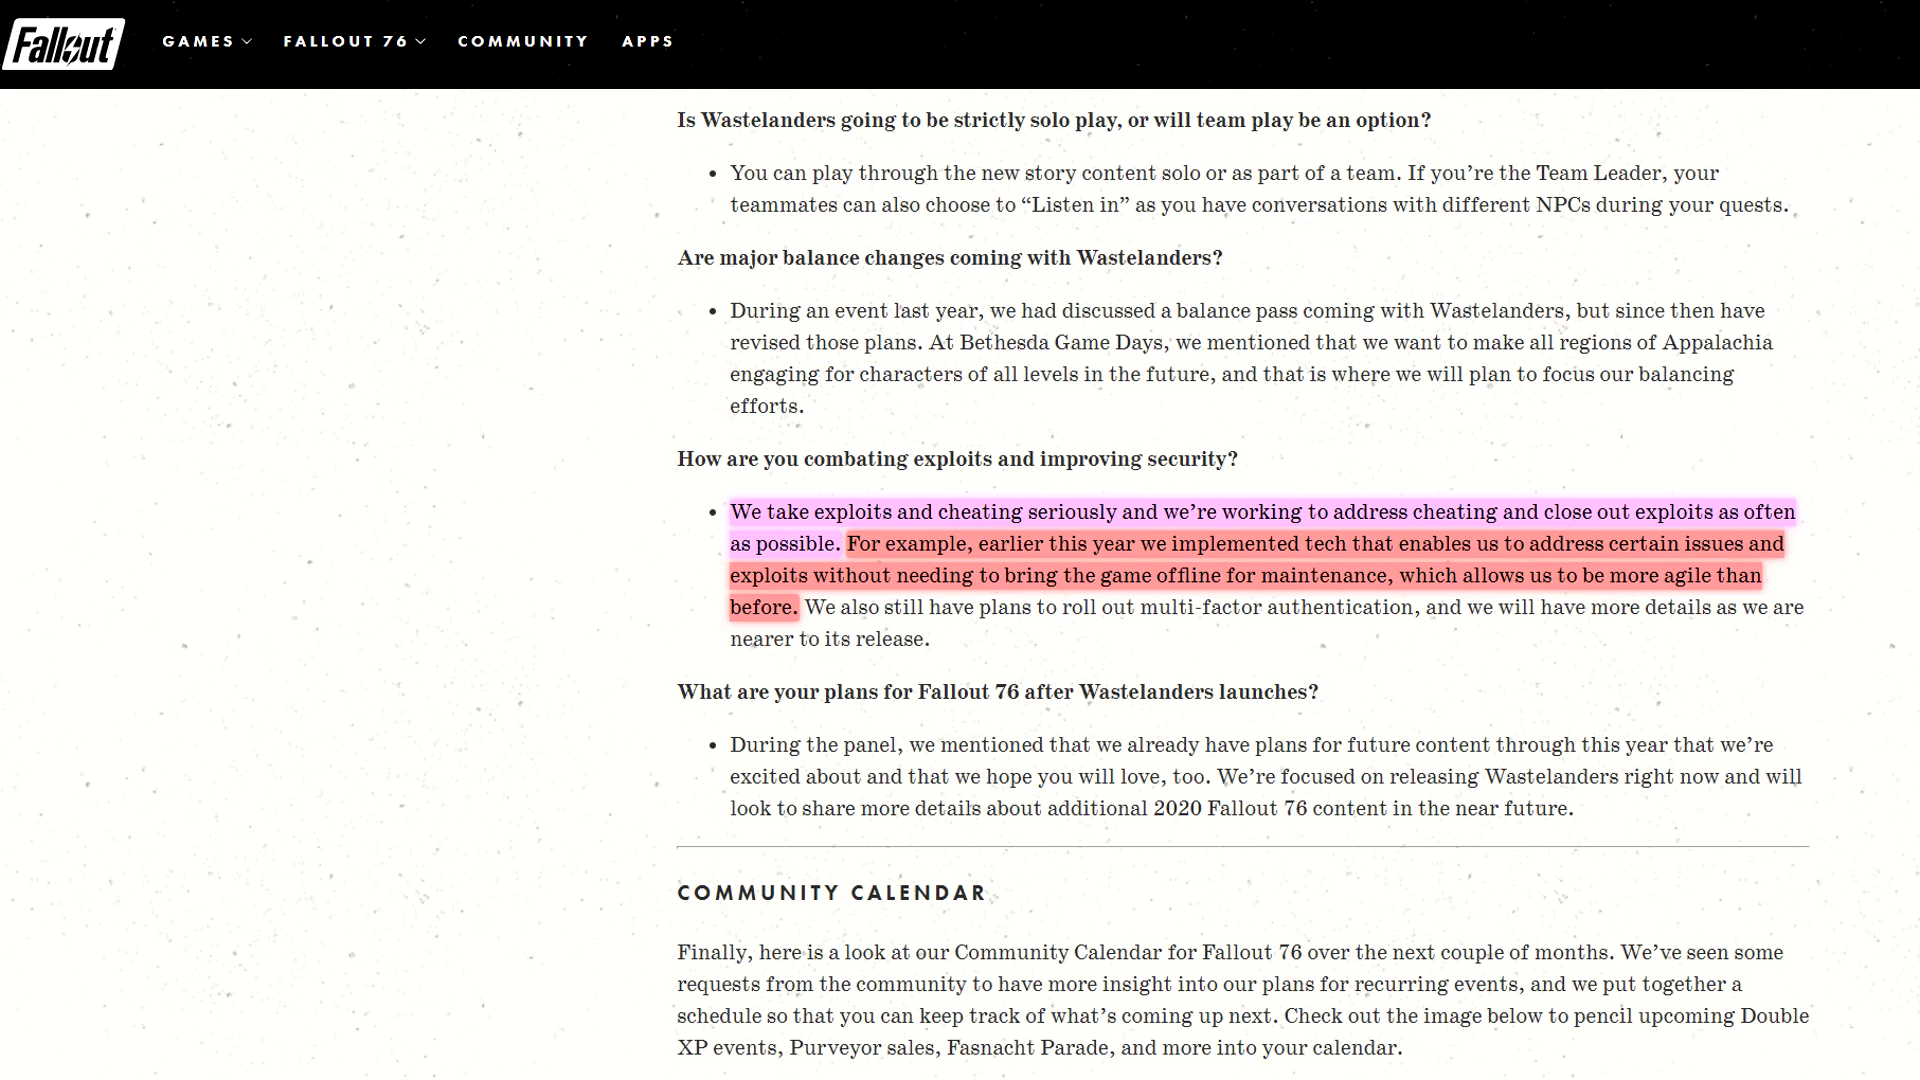 Fallout
GAMES
FALLOUT 76
COMMUNITY
APPS
Is Wastelanders going to be strictly solo play, or will team play be an option?
• You can play through the new story content solo or as part of a team. If you’re the Team Leader, your
teammates can also choose to “Listen in” as you have conversations with different NPCs during your quests.
Are major balance changes coming with Wastelanders?
• During an event last year, we had discussed a balance pass coming with Wastelanders, but since then have
revised those plans. At Bethesda Game Days, we mentioned that we want to make all regions of Appalachia
engaging for characters of all levels in the future, and that is where we will plan to focus our balancing
efforts.
How are you combating exploits and improving security?
• We take exploits and cheating seriously and we’re working to address cheating and close out exploits as often
as possible. For example, earlier this year we implemented tech that enables us to address certain issues and
exploits without needing to bring the game offline for maintenance, which allows us to be more agile than
before. We also still have plans to roll out multi-factor authentication, and we will have more details as we are
nearer to its release.
What are your plans for Fallout 76 after Wastelanders launches?
• During the panel, we mentioned that we already have plans for future content through this year that we’re
excited about and that we hope you will love, too. We’re focused on releasing Wastelanders right now and will
look to share more details about additional 2020 Fallout 76 content in the near future.
COMMUNITY CALENDAR
Finally, here is a look at our Community Calendar for Fallout 76 over the next couple of months. We’ve seen some
requests from the community to have more insight into our plans for recurring events, and we put together a
schedule so that you can keep track of what’s coming up next. Check out the image below to pencil upcoming Double
XP events, Purveyor sales, Fasnacht Parade, and more into your calendar.